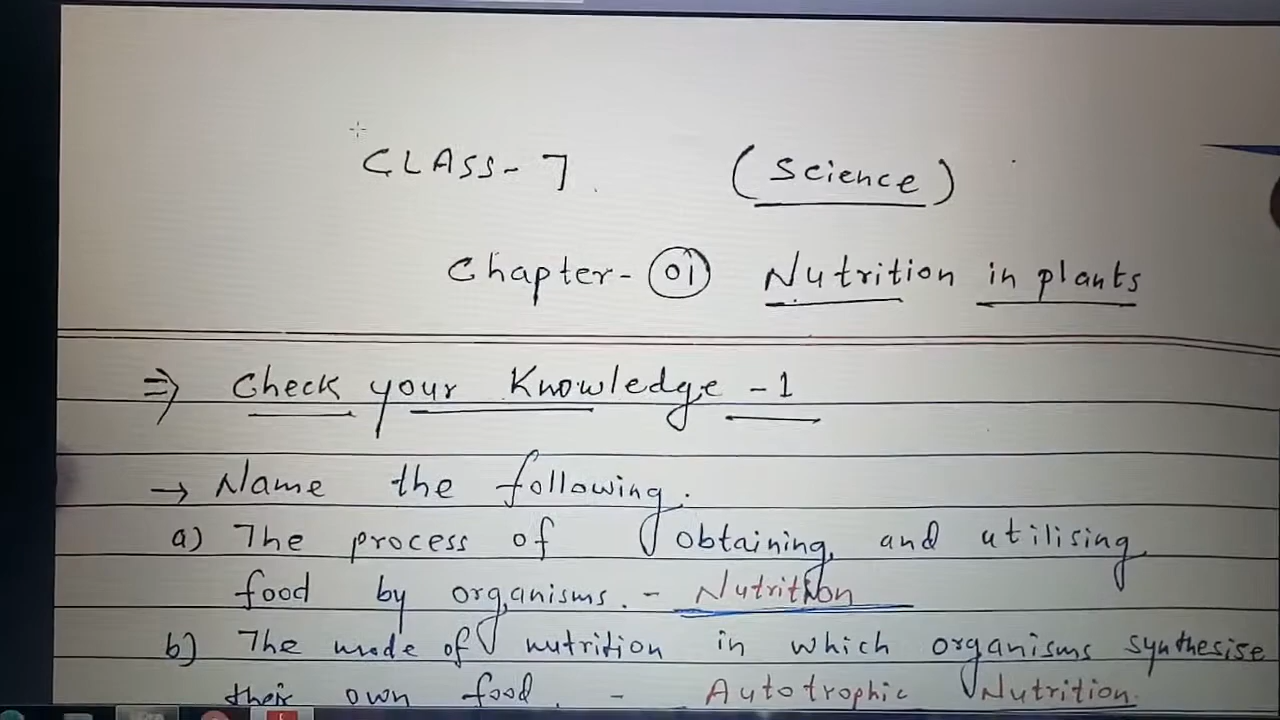 CLASS-7. (Science)
Chapter-01 Nutrition in plants
⇒ Check your Knowledge -1
→ Name the following.
a) The process of obtaining and utilising
food by organisms. - Nutrition
b) The mode of nutrition in which organisms synthesise
their own food. - Autotrophic Nutrition.